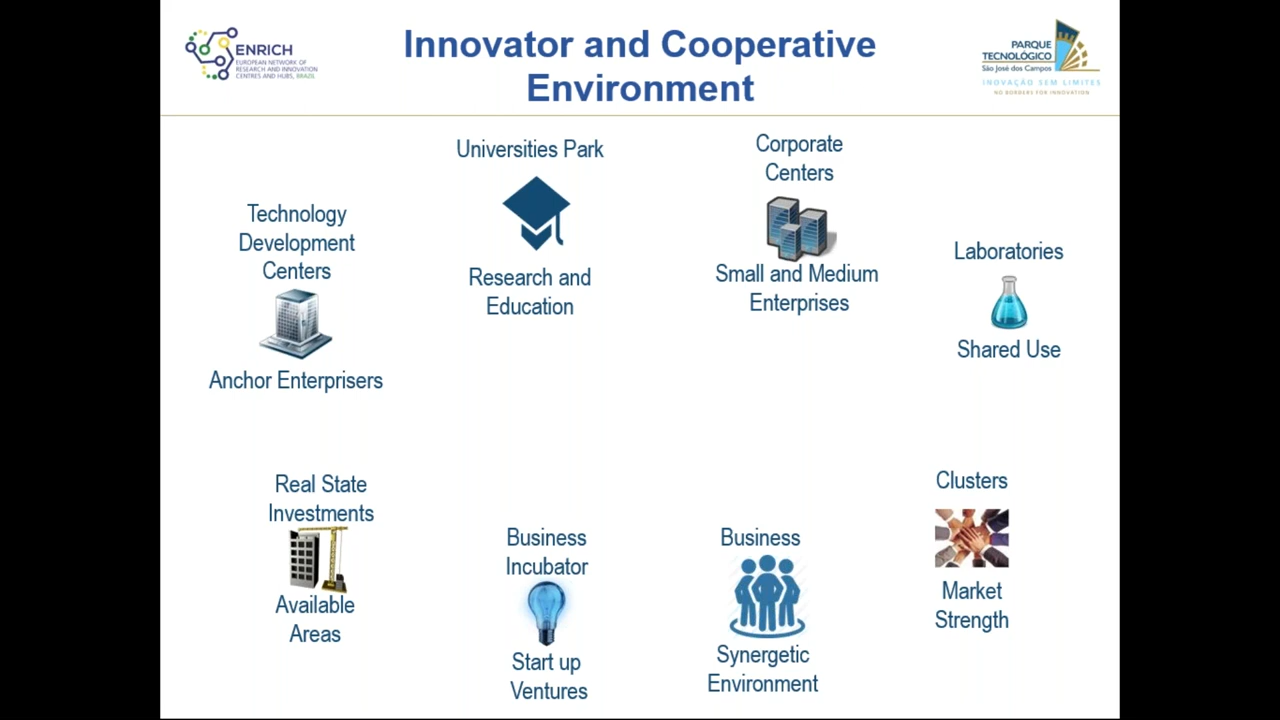 ENRICH
EUROPEAN NETWORK OF
RESEARCH AND INNOVATION
CENTRES AND HUBS, BRAZIL
Innovator and Cooperative
Environment
PARQUE
TECNOLÓGICO
São José dos Campos
INOVAÇÃO SEM LIMITES
NO BORDERS FOR INNOVATION
Universities Park
Research and
Education
Corporate
Centers
Small and Medium
Enterprises
Technology
Development
Centers
Anchor Enterprisers
Laboratories
Shared Use
Real State
Investments
Available
Areas
Business
Incubator
Start up
Ventures
Business
Synergetic
Environment
Clusters
Market
Strength